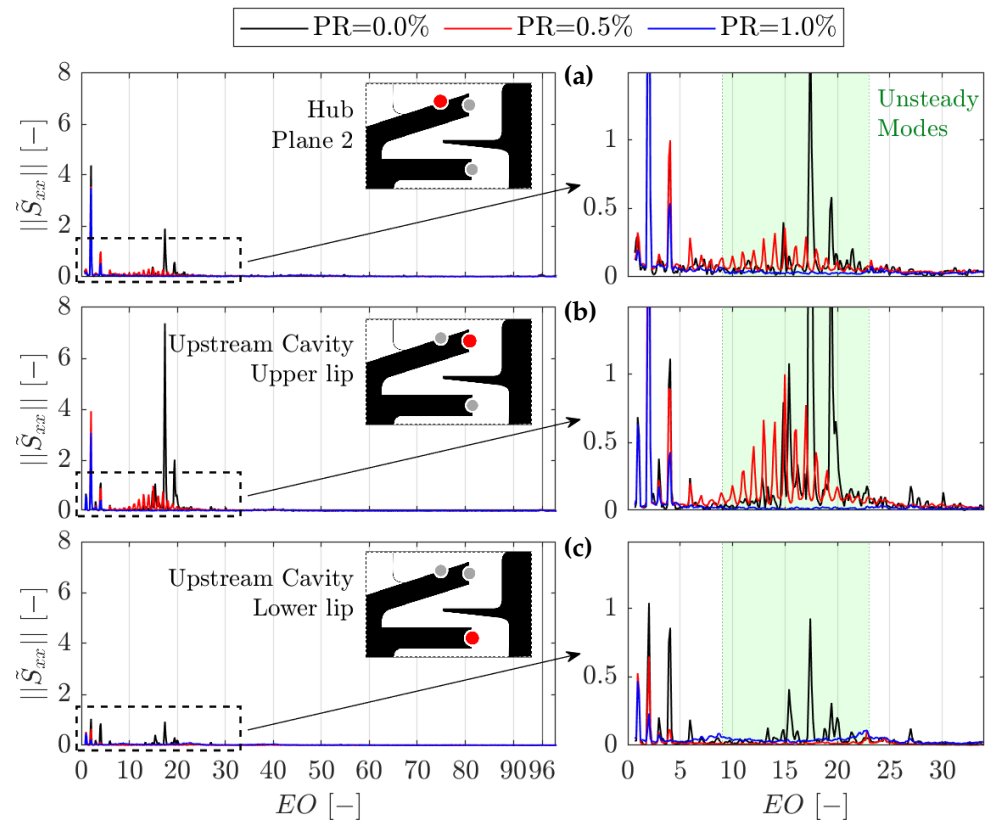 PR=0.0% PR=0.5% PR=1.0%
(a)
||S̃xx|| [−]
8
6
4
2
0
Hub
Plane 2
1
0.5
0
Unsteady
Modes
(b)
||S̃xx|| [−]
8
6
4
2
0
Upstream Cavity
Upper lip
1
0.5
0
(c)
||S̃xx|| [−]
8
6
4
2
0
Upstream Cavity
Lower lip
1
0.5
0
0 10 20 30 40 50 60 70 80 90 96
EO [−]
0 5 10 15 20 25 30
EO [−]